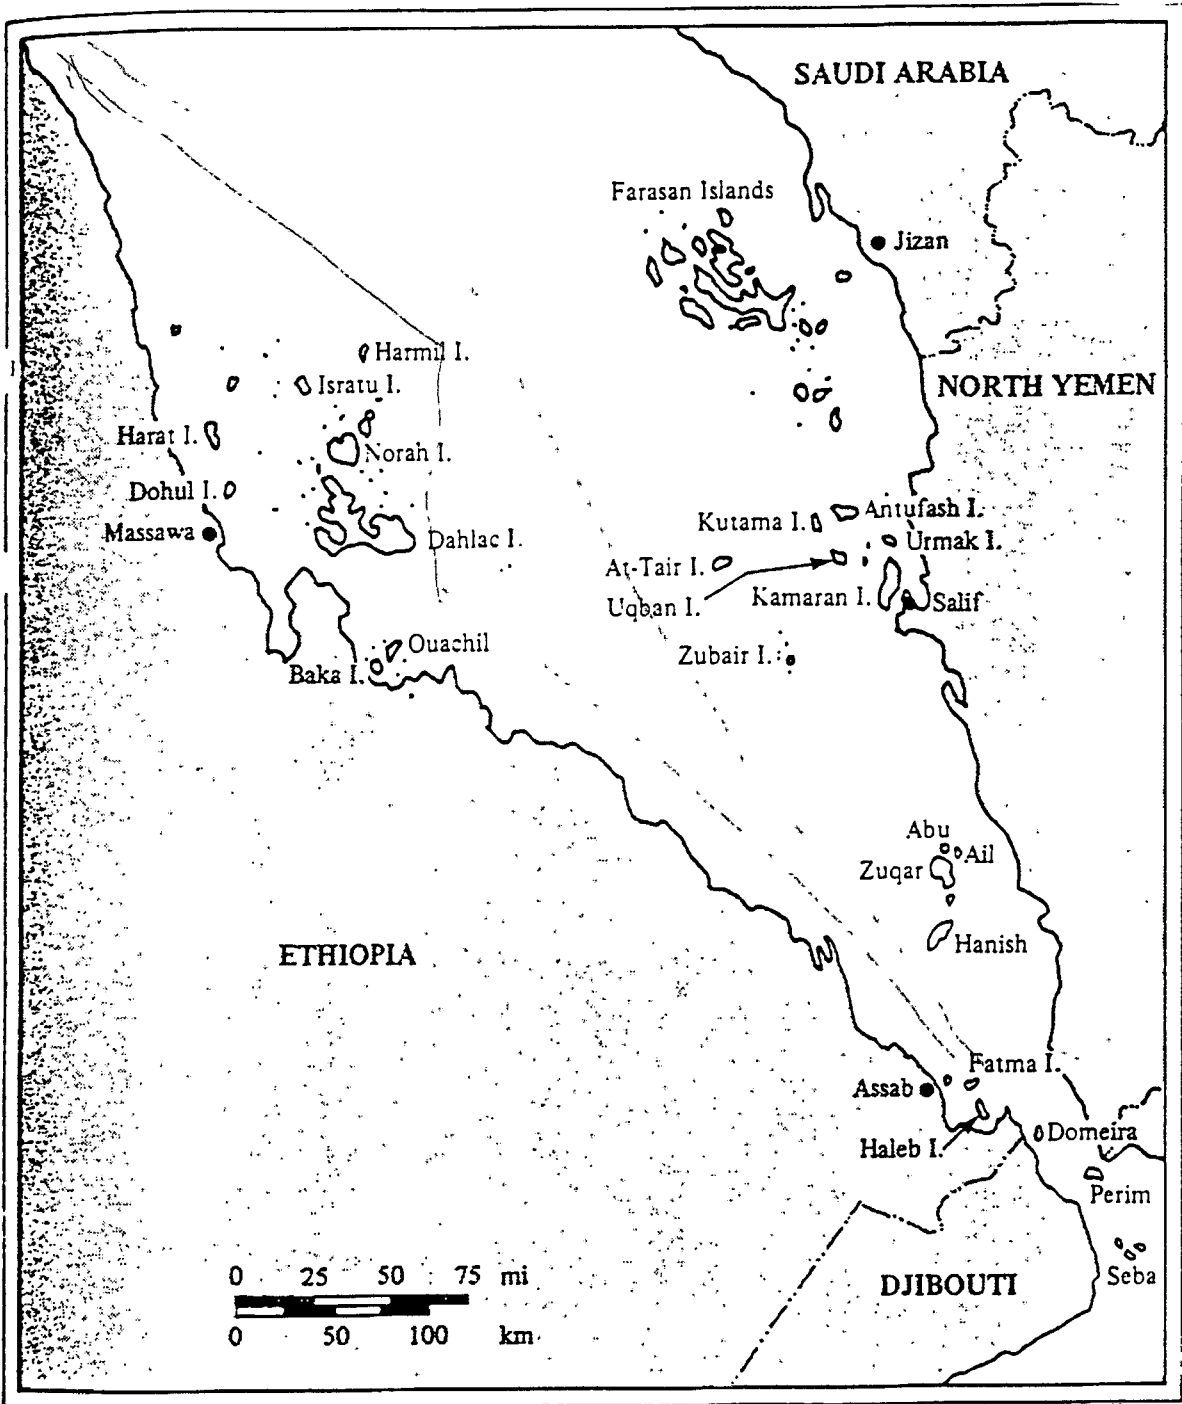 SAUDI ARABIA
Farasan Islands
Jizan
Harmil I.
Isratu I.
NORTH YEMEN
Harat I.
Norah I.
Dohul I.
Antufash I.
Kutama I.
Massawa
Dahlac I.
Urmak I.
At-Tair I.
Uqban I.
Kamaran I.
Salif
Ouachil
Zubair I.
Baka I.
Abu
Ail
Zuqar
Hanish
ETHIOPIA
Fatma I.
Assab
Haleb I.
Domeira
Perim
Seba
DJIBOUTI
0 25 50 75 mi
0 50 100 km